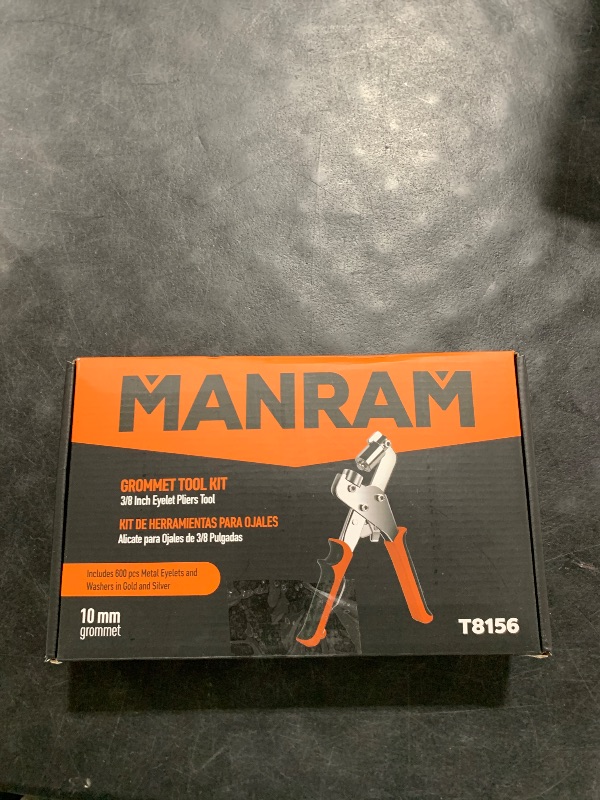 MANRAM
GROMMET TOOL KIT
3/8 Inch Eyelet Pliers Tool
KIT DE HERRAMIENTAS PARA OJALES
Alicate para Ojales de 3/8 Pulgadas
Includes 600 pcs Metal Eyelets and
Washers in Gold and Silver
10 mm
grommet
T8156